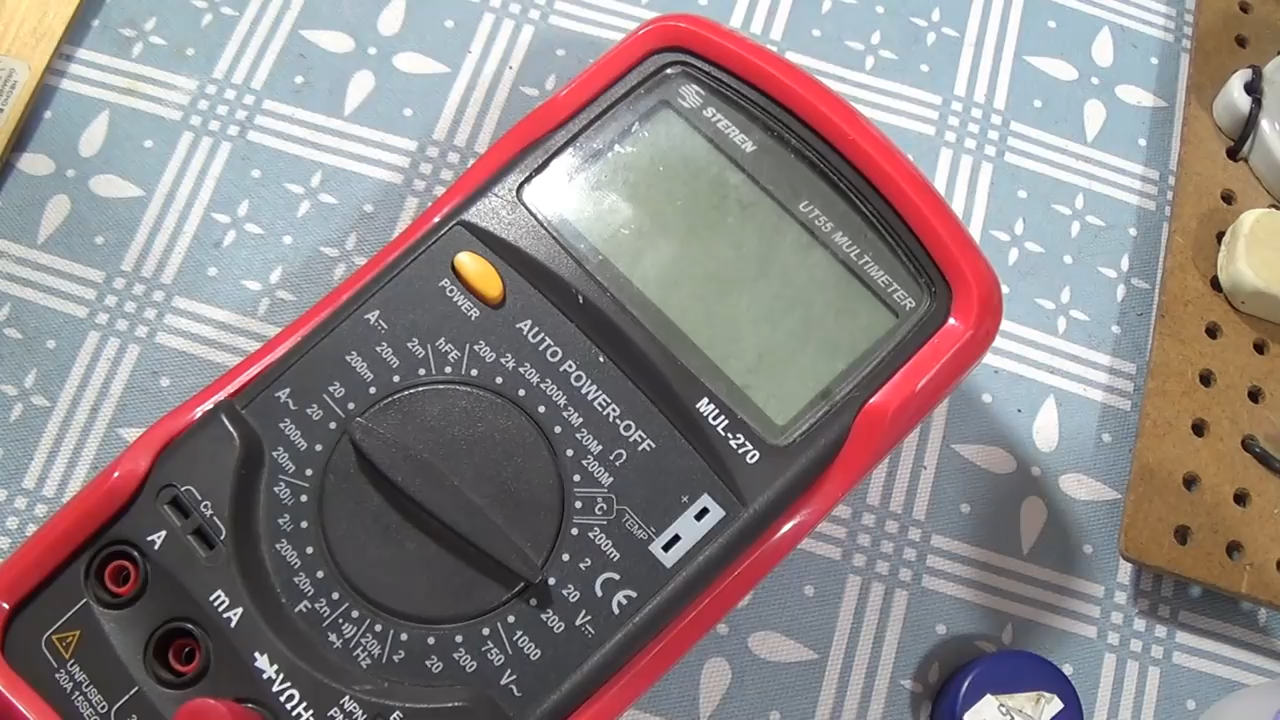 STEREN
UT55 MULTIMETER
MUL-270
POWER
AUTO POWER-OFF
A⎓
2m
20m
200m
20
hFE
200
2k
20k
200k
2M
20M
200M
Ω
°C
TEMP
+
-
200m
2
20
200
1000
V⎓
CE
750
200
20
2
V~
20k
Hz
2n
20n
200n
2µ
20µ
F
20m
200m
20
A~
Cx
A
mA
VΩH
UNFUSED
20A 15SEC
NPN